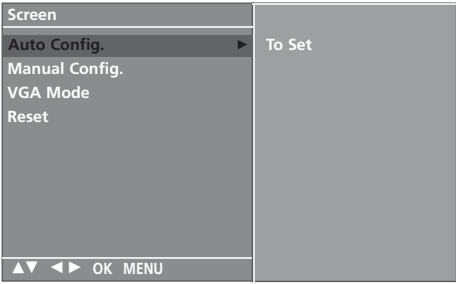 Screen
Auto Config. ► To Set
Manual Config.
VGA Mode
Reset
▲▼ ◄► OK MENU